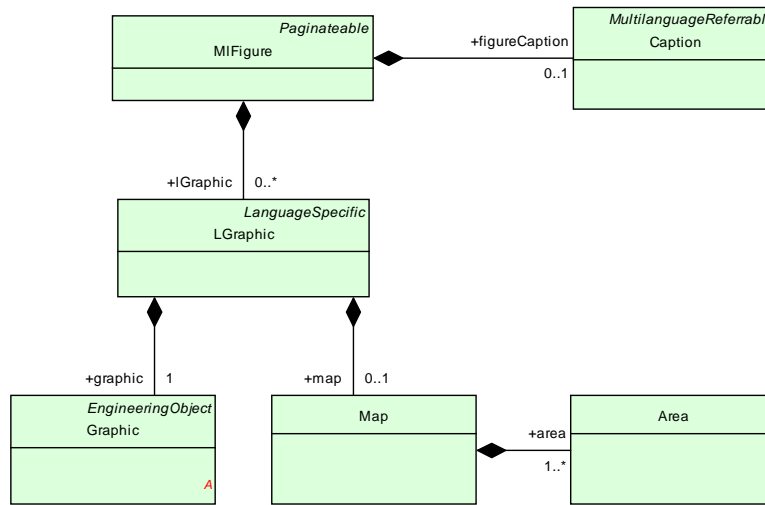 Paginateable
MultilanguageReferrabl
MlFigure
+figureCaption
Caption
0..1
+lGraphic
0..*
LanguageSpecific
LGraphic
+graphic
1
+map
0..1
EngineeringObject
Graphic
Map
Area
+area
1..*
A